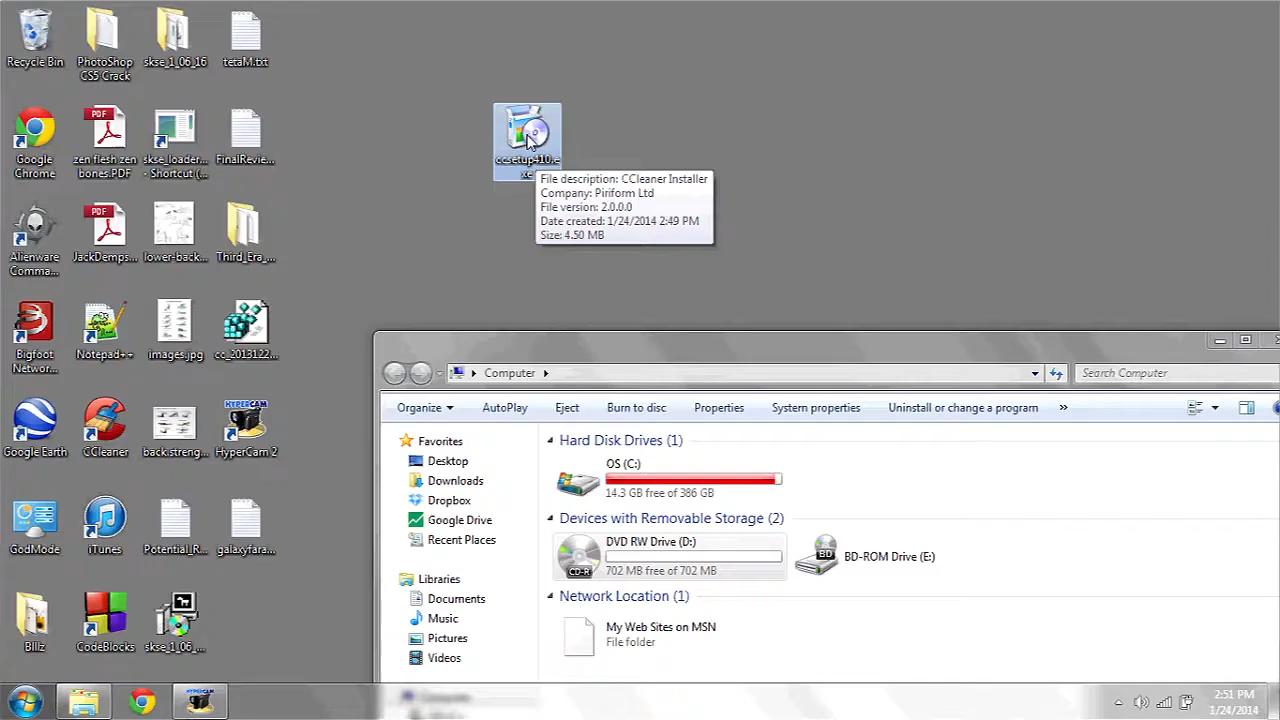 Recycle Bin
PhotoShop
CS5 Crack
skse_1_06_16
tetaM.txt
Google
Chrome
PDF
zen flesh zen
bones.PDF
skse_loader...
- Shortcut (...
FinalRevie...
Alienware
Comma...
PDF
JackDemps...
lower-back...
Third_Era_...
Bigfoot
Networ...
Notepad++
images.jpg
cc_2013122...
Google Earth
CCleaner
back.streng...
HYPERCAM
HyperCam 2
GodMode
iTunes
Potential_R...
galaxyfara...
Blllz
CodeBlocks
skse_1_06_...
ccsetup410.e
xe
File description: CCleaner Installer
Company: Piriform Ltd
File version: 2.0.0.0
Date created: 1/24/2014 2:49 PM
Size: 4.50 MB
Computer
Search Computer
Organize
AutoPlay
Eject
Burn to disc
Properties
System properties
Uninstall or change a program
»
Favorites
Desktop
Downloads
Dropbox
Google Drive
Recent Places
Libraries
Documents
Music
Pictures
Videos
Hard Disk Drives (1)
OS (C:)
14.3 GB free of 386 GB
Devices with Removable Storage (2)
DVD RW Drive (D:)
CD-R
702 MB free of 702 MB
BD
BD-ROM Drive (E:)
Network Location (1)
My Web Sites on MSN
File folder
2:51 PM
1/24/2014